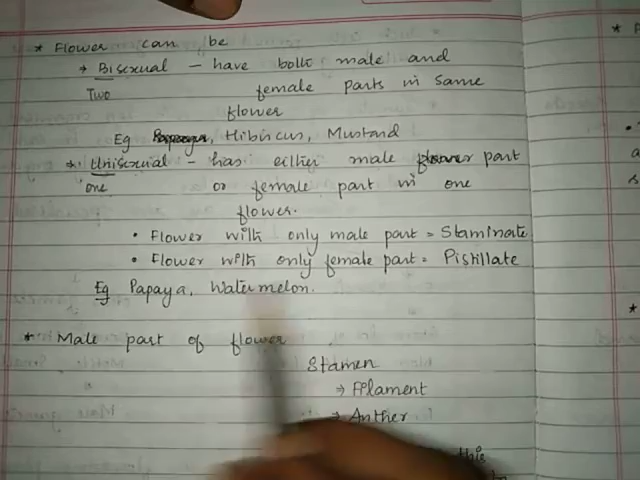 * Flower can be
→ Bisexual - have both male and
Two female parts in same
flower
Eg , Hibiscus, Mustard
* Unisexual - has either male part
one or female part in one
flower.
• Flower with only male part = Staminate
• Flower with only female part = Pistillate
Eg Papaya, Watermelon.
* Male part of flower
Stamen
→ Filament
→ Anther
this